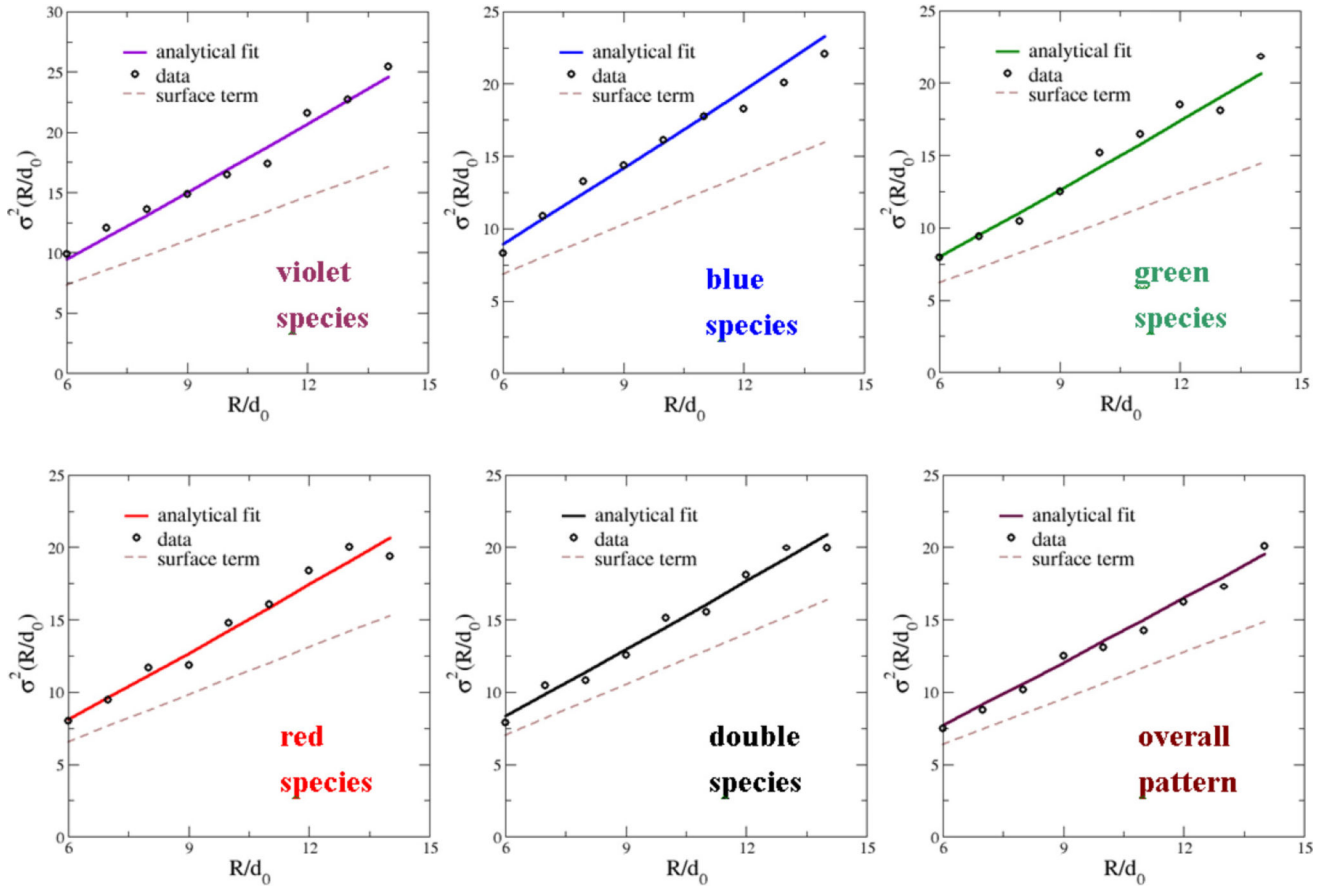 30
25
20
15
10
5
0
6
9
12
15
analytical fit
data
surface term
σ²(R/d₀)
R/d₀
violet
species
25
20
15
10
5
0
6
9
12
15
analytical fit
data
surface term
σ²(R/d₀)
R/d₀
blue
species
25
20
15
10
5
0
6
9
12
15
analytical fit
data
surface term
σ²(R/d₀)
R/d₀
green
species
25
20
15
10
5
0
6
9
12
15
analytical fit
data
surface term
σ²(R/d₀)
R/d₀
red
species
25
20
15
10
5
0
6
9
12
15
analytical fit
data
surface term
σ²(R/d₀)
R/d₀
double
species
25
20
15
10
5
0
6
9
12
15
analytical fit
data
surface term
σ²(R/d₀)
R/d₀
overall
pattern